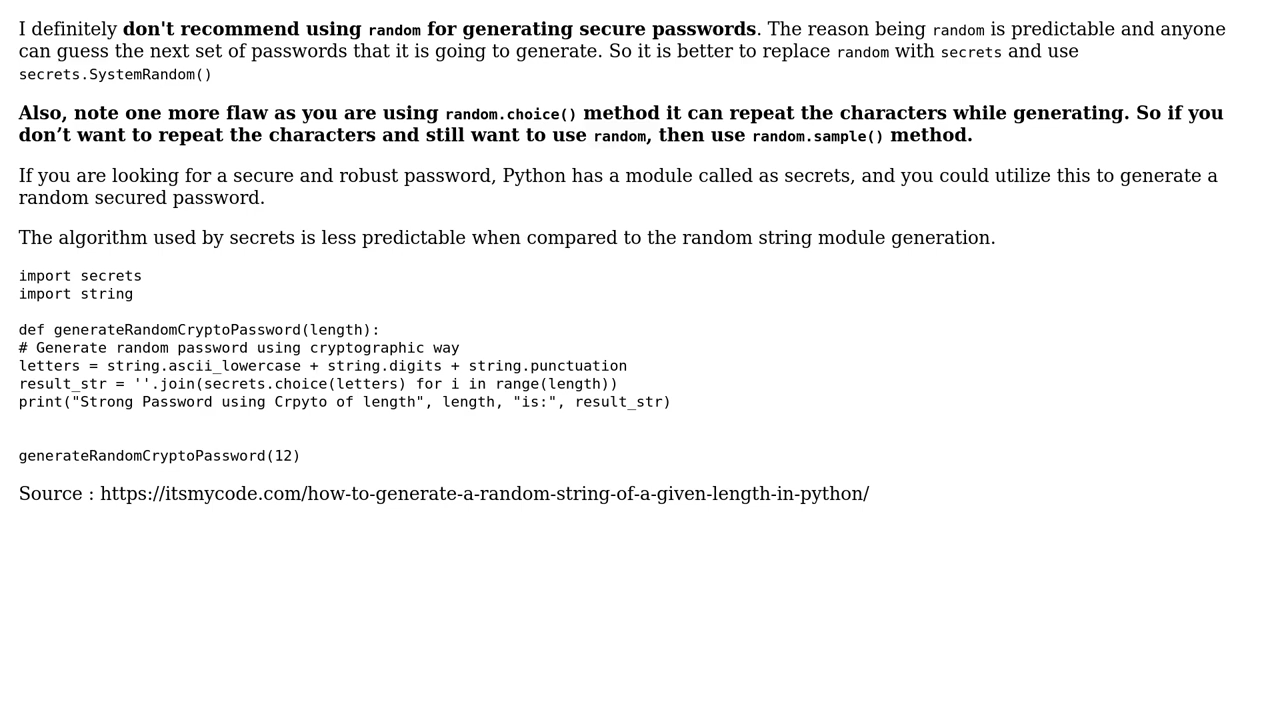 I definitely don't recommend using random for generating secure passwords. The reason being random is predictable and anyone
can guess the next set of passwords that it is going to generate. So it is better to replace random with secrets and use
secrets.SystemRandom()
Also, note one more flaw as you are using random.choice() method it can repeat the characters while generating. So if you
don’t want to repeat the characters and still want to use random, then use random.sample() method.
If you are looking for a secure and robust password, Python has a module called as secrets, and you could utilize this to generate a
random secured password.
The algorithm used by secrets is less predictable when compared to the random string module generation.
import secrets
import string
def generateRandomCryptoPassword(length):
# Generate random password using cryptographic way
letters = string.ascii_lowercase + string.digits + string.punctuation
result_str = ''.join(secrets.choice(letters) for i in range(length))
print("Strong Password using Crpyto of length", length, "is:", result_str)
generateRandomCryptoPassword(12)
Source : https://itsmycode.com/how-to-generate-a-random-string-of-a-given-length-in-python/